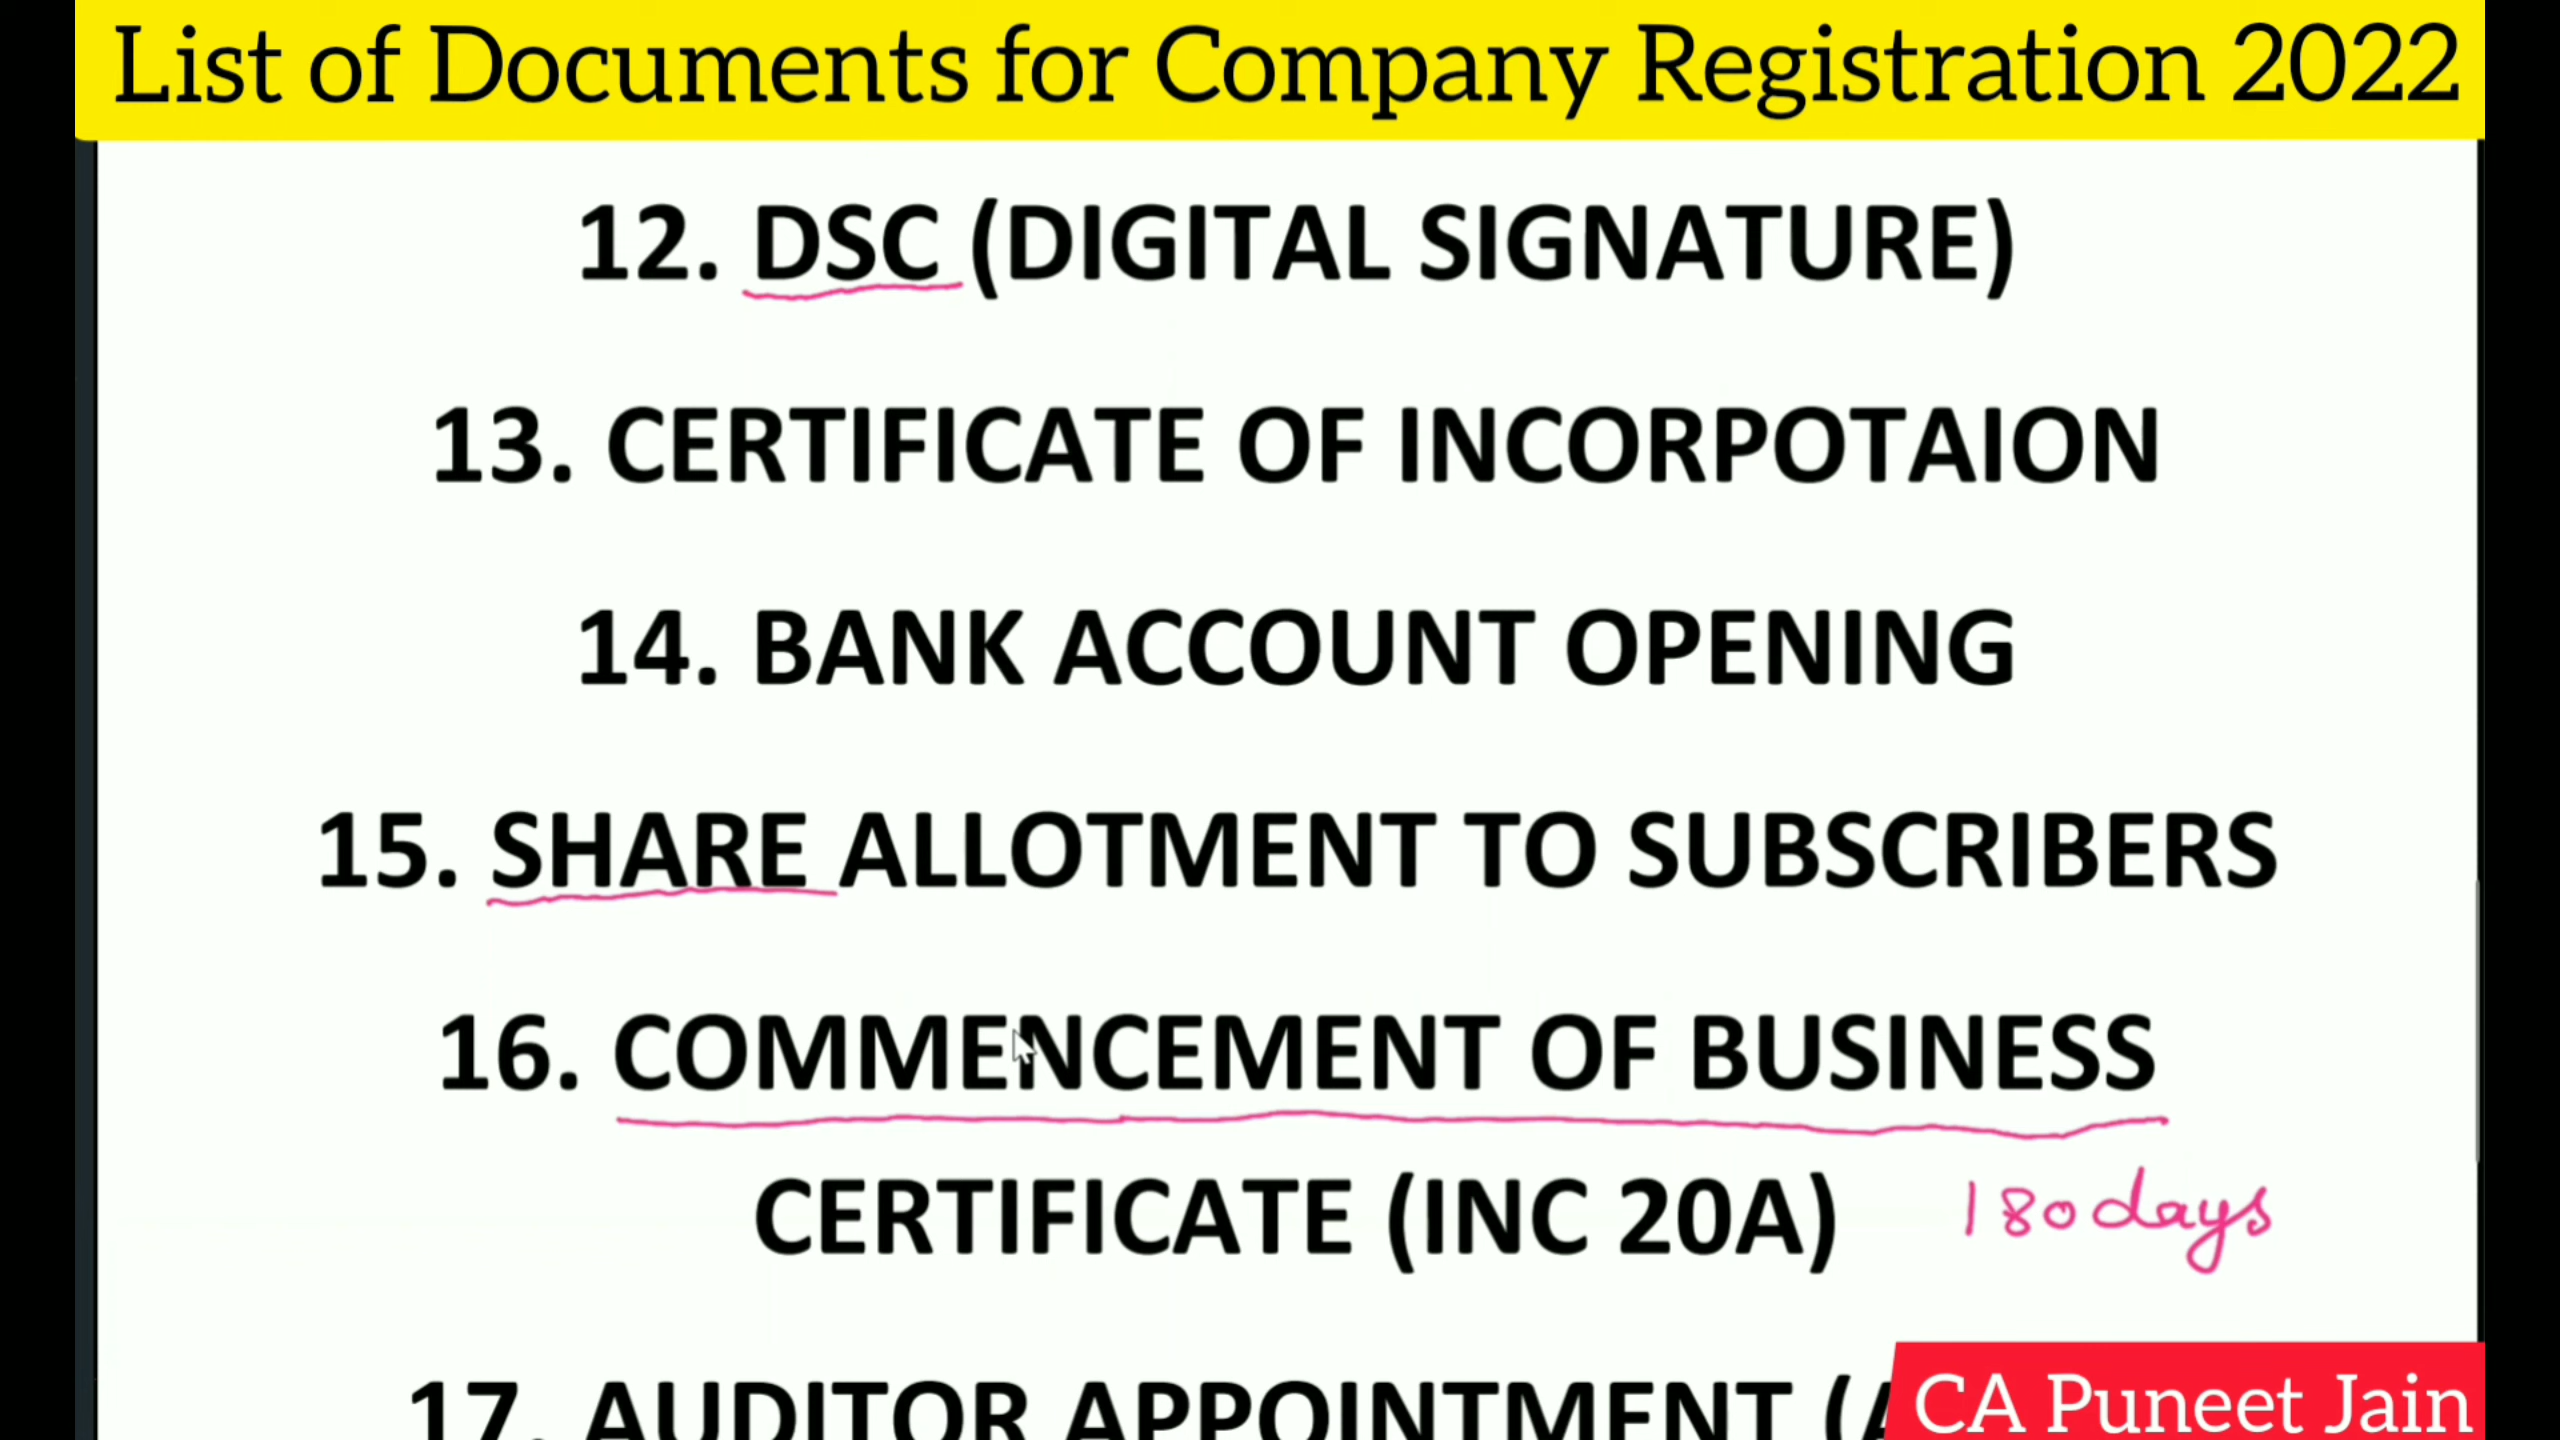 List of Documents for Company Registration 2022
12. DSC (DIGITAL SIGNATURE)
13. CERTIFICATE OF INCORPOTAION
14. BANK ACCOUNT OPENING
15. SHARE ALLOTMENT TO SUBSCRIBERS
16. COMMENCEMENT OF BUSINESS
CERTIFICATE (INC 20A)
180 days
17. AUDITOR APPOINTMENT (A
CA Puneet Jain